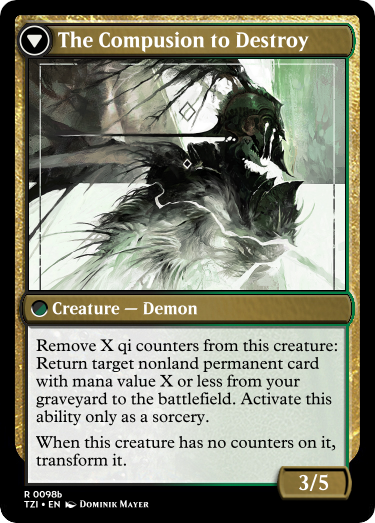 The Compusion to Destroy
Creature — Demon
Remove X qi counters from this creature:
Return target nonland permanent card
with mana value X or less from your
graveyard to the battlefield. Activate this
ability only as a sorcery.
When this creature has no counters on it,
transform it.
3/5
R 0098b
TZI • EN Dominik Mayer